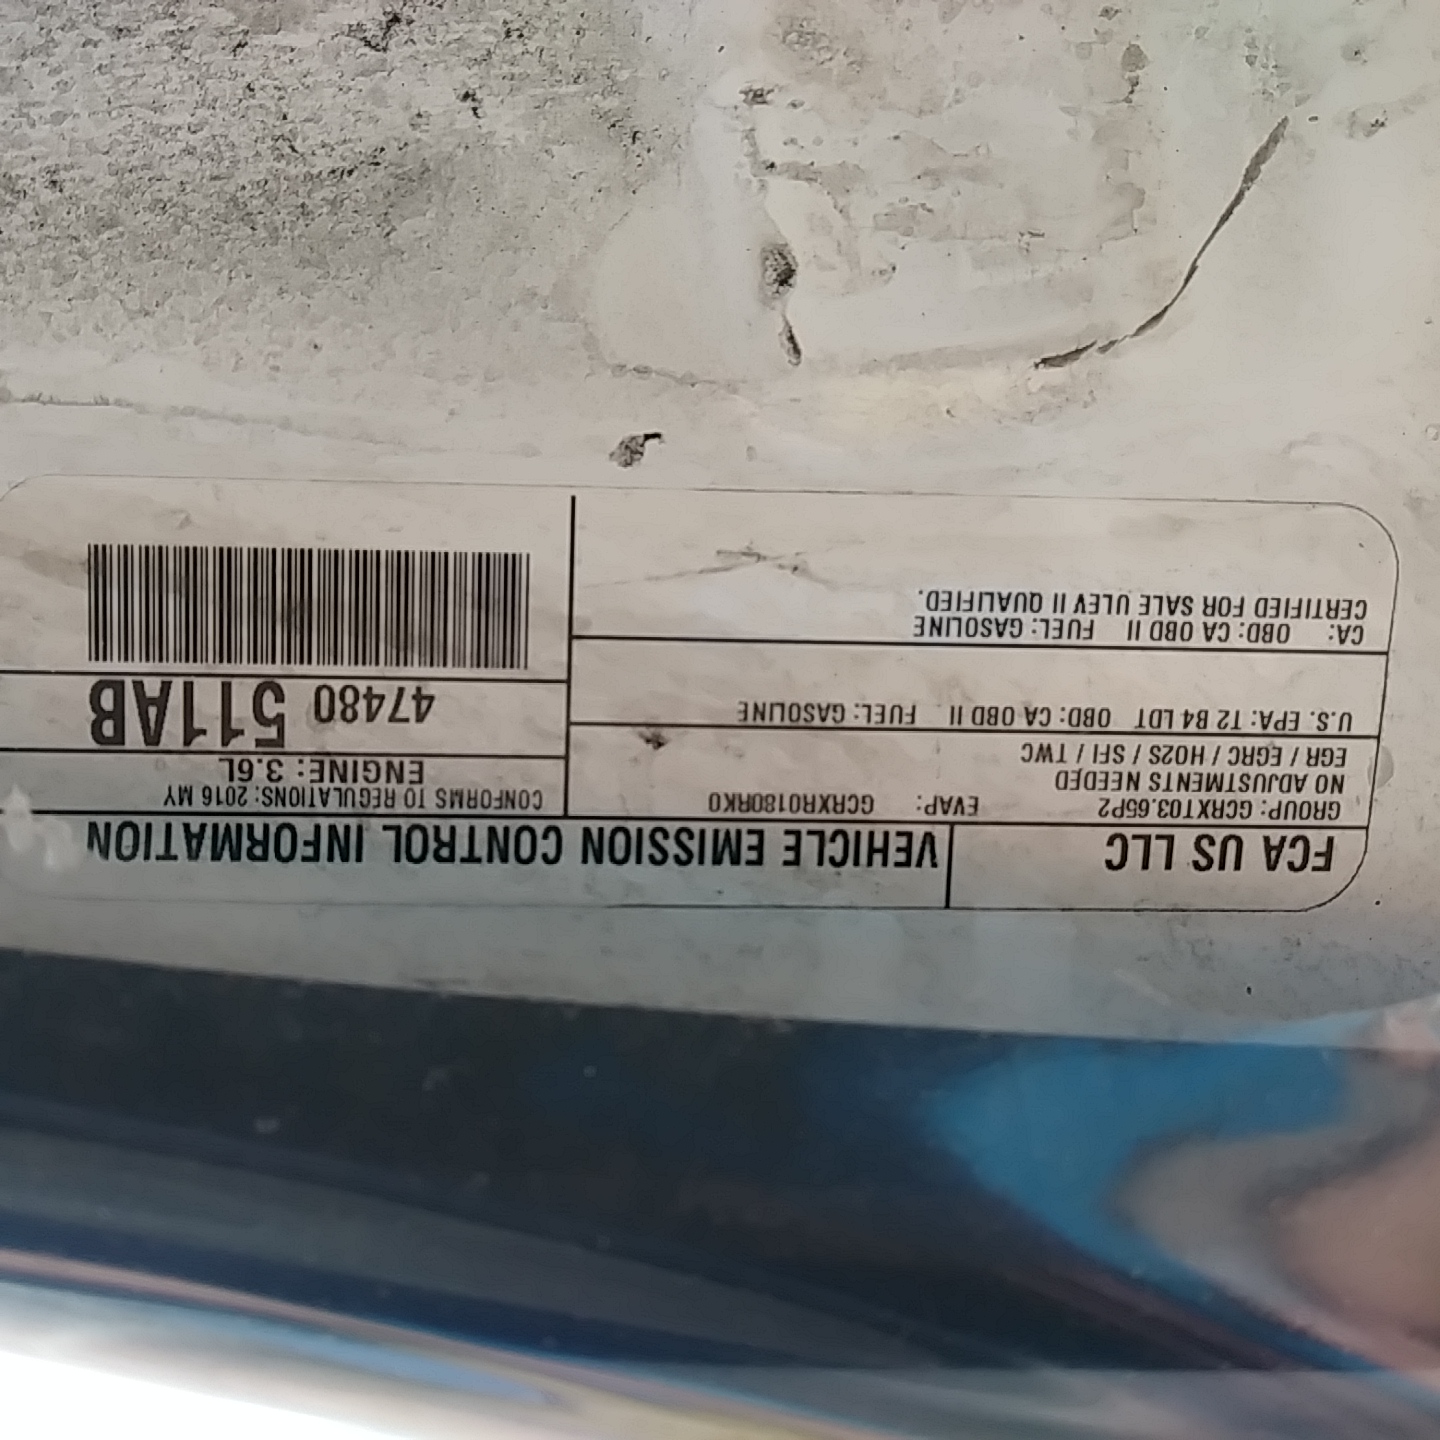 FCA US LLC
VEHICLE EMISSION CONTROL INFORMATION
GROUP: GCRXT03.65P2 EVAP: GCRXR0180RK0
NO ADJUSTMENTS NEEDED
EGR / EGRC / HO2S / SFI / TWC
U.S. EPA: T2 B4 LDT OBD: CA OBD II FUEL: GASOLINE
CA: OBD: CA OBD II FUEL: GASOLINE
CERTIFIED FOR SALE ULEV II QUALIFIED.
CONFORMS TO REGULATIONS: 2016 MY
ENGINE: 3.6L
47480 511AB